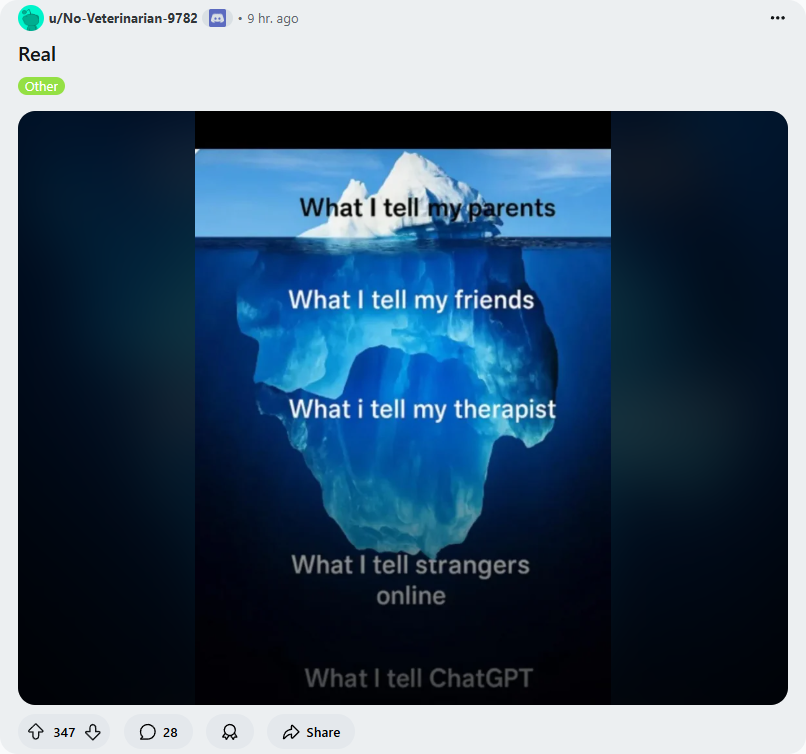 u/No-Veterinarian-9782 • 9 hr. ago
Real
Other
What I tell my parents
What I tell my friends
What i tell my therapist
What I tell strangers
online
What I tell ChatGPT
347 28 Share